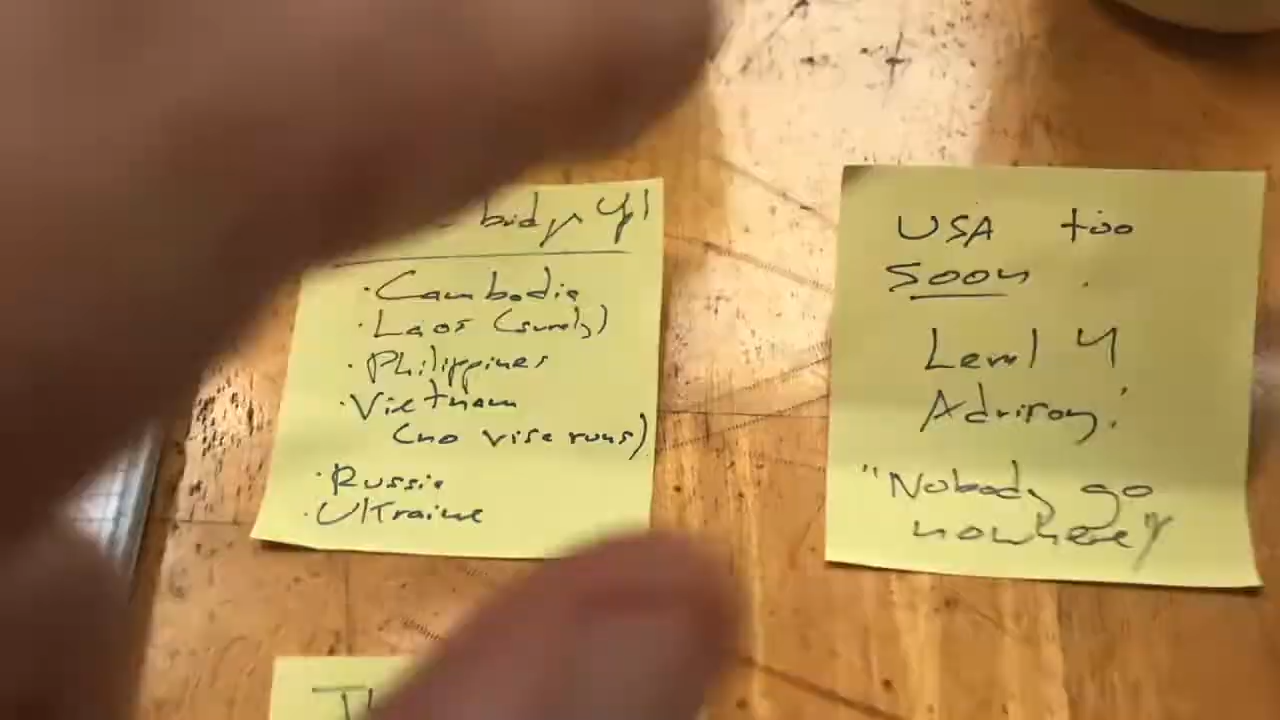 · Cambodia
· Laos (surely)
· Philippines
· Vietnam
(no visa runs)
· Russia
· Ukraine
USA too
soon.
Level 4
Advisory!
"Nobody go
nowhere"